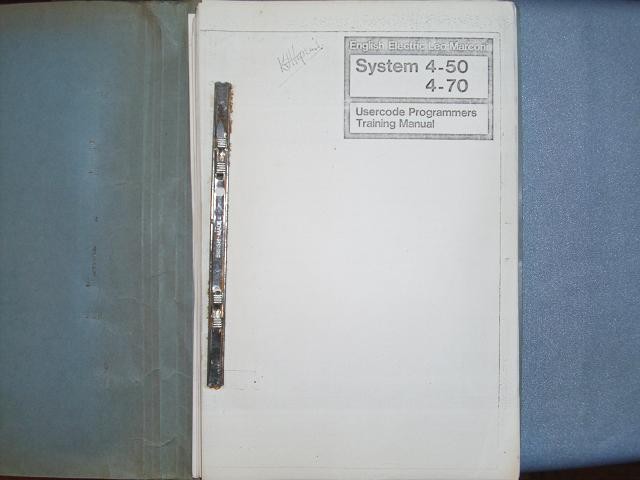 English Electric Leo Marconi
System 4-50
4-70
Usercode Programmers
Training Manual